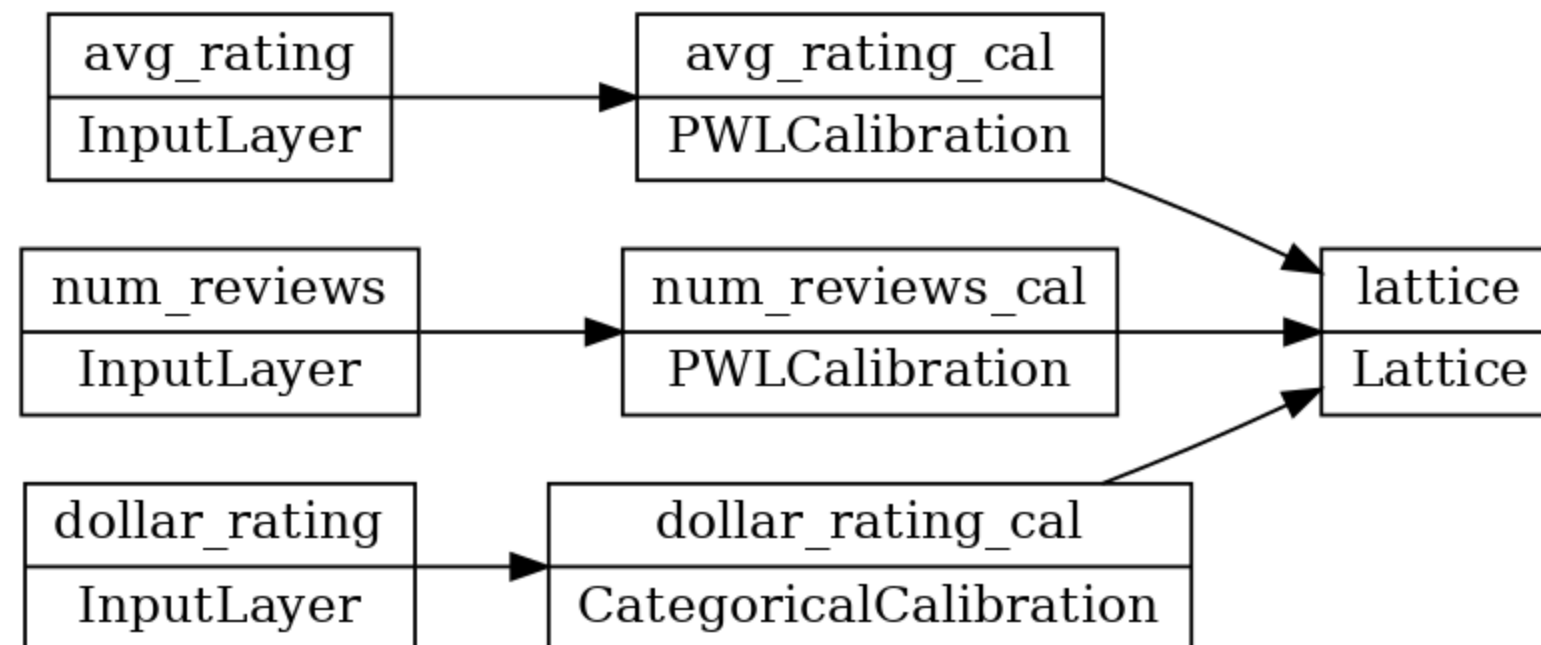 avg_rating
InputLayer
avg_rating_cal
PWLCalibration
num_reviews
InputLayer
num_reviews_cal
PWLCalibration
lattice
Lattice
dollar_rating
InputLayer
dollar_rating_cal
CategoricalCalibration